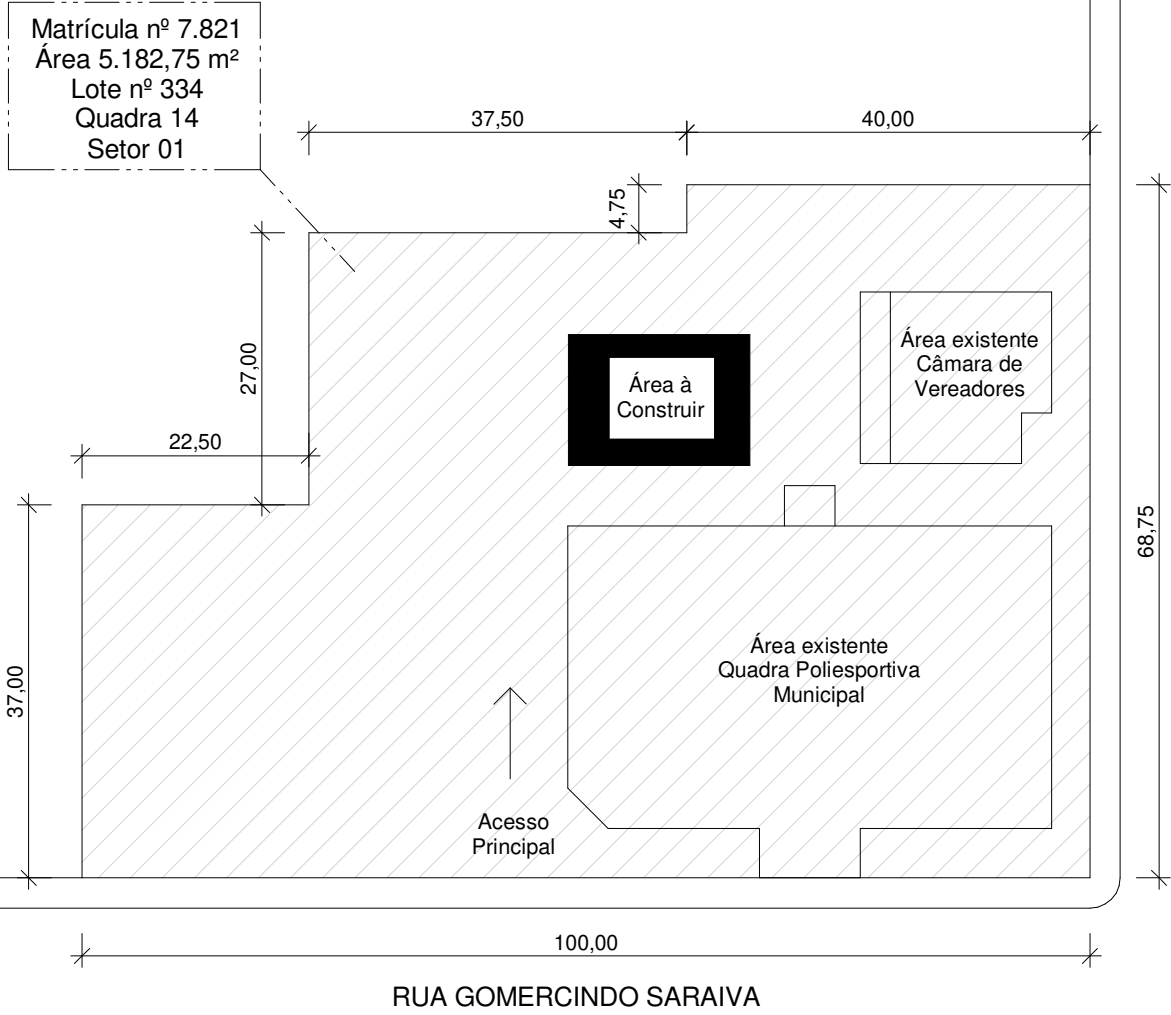 Matrícula nº 7.821
Área 5.182,75 m²
Lote nº 334
Quadra 14
Setor 01
37,50
40,00
4,75
27,00
22,50
Área existente
Câmara de
Vereadores
Área à
Construir
68,75
37,00
Área existente
Quadra Poliesportiva
Municipal
Acesso
Principal
100,00
RUA GOMERCINDO SARAIVA